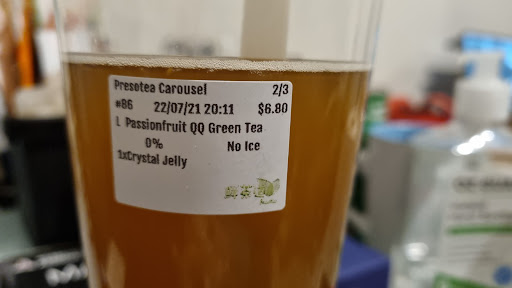 Presotea Carousel 2/3
#86 22/07/21 20:11 $6.80
L Passionfruit QQ Green Tea
0% No Ice
1xCrystal Jelly